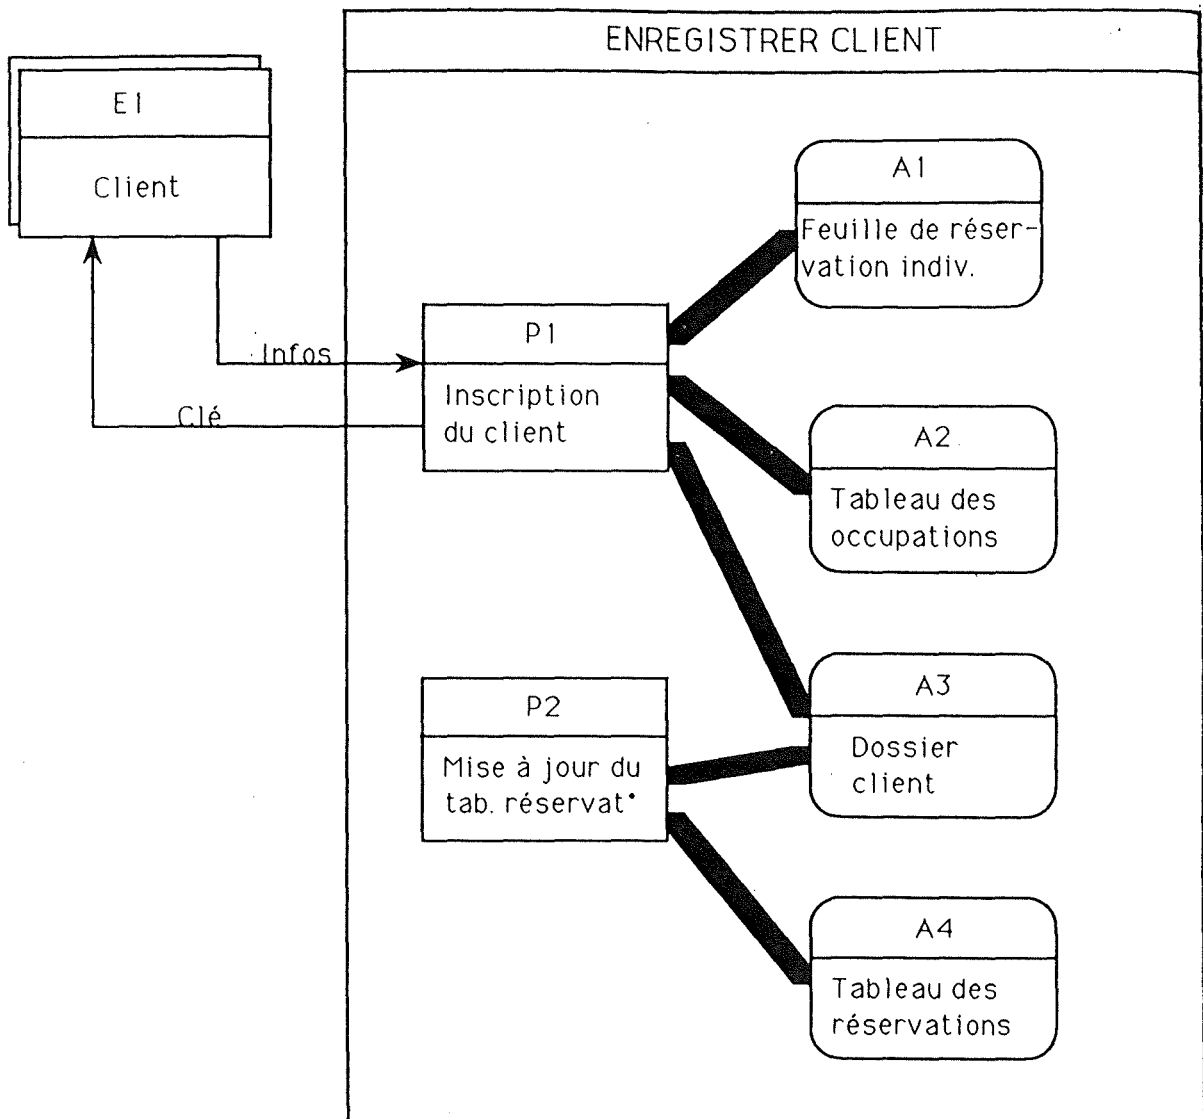 ENREGISTRER CLIENT
E1
Client
A1
Feuille de réser-
vation indiv.
P1
Infos
Inscription
du client
Clé
A2
Tableau des
occupations
A3
Dossier
client
P2
Mise à jour du
tab. réservat°
A4
Tableau des
réservations